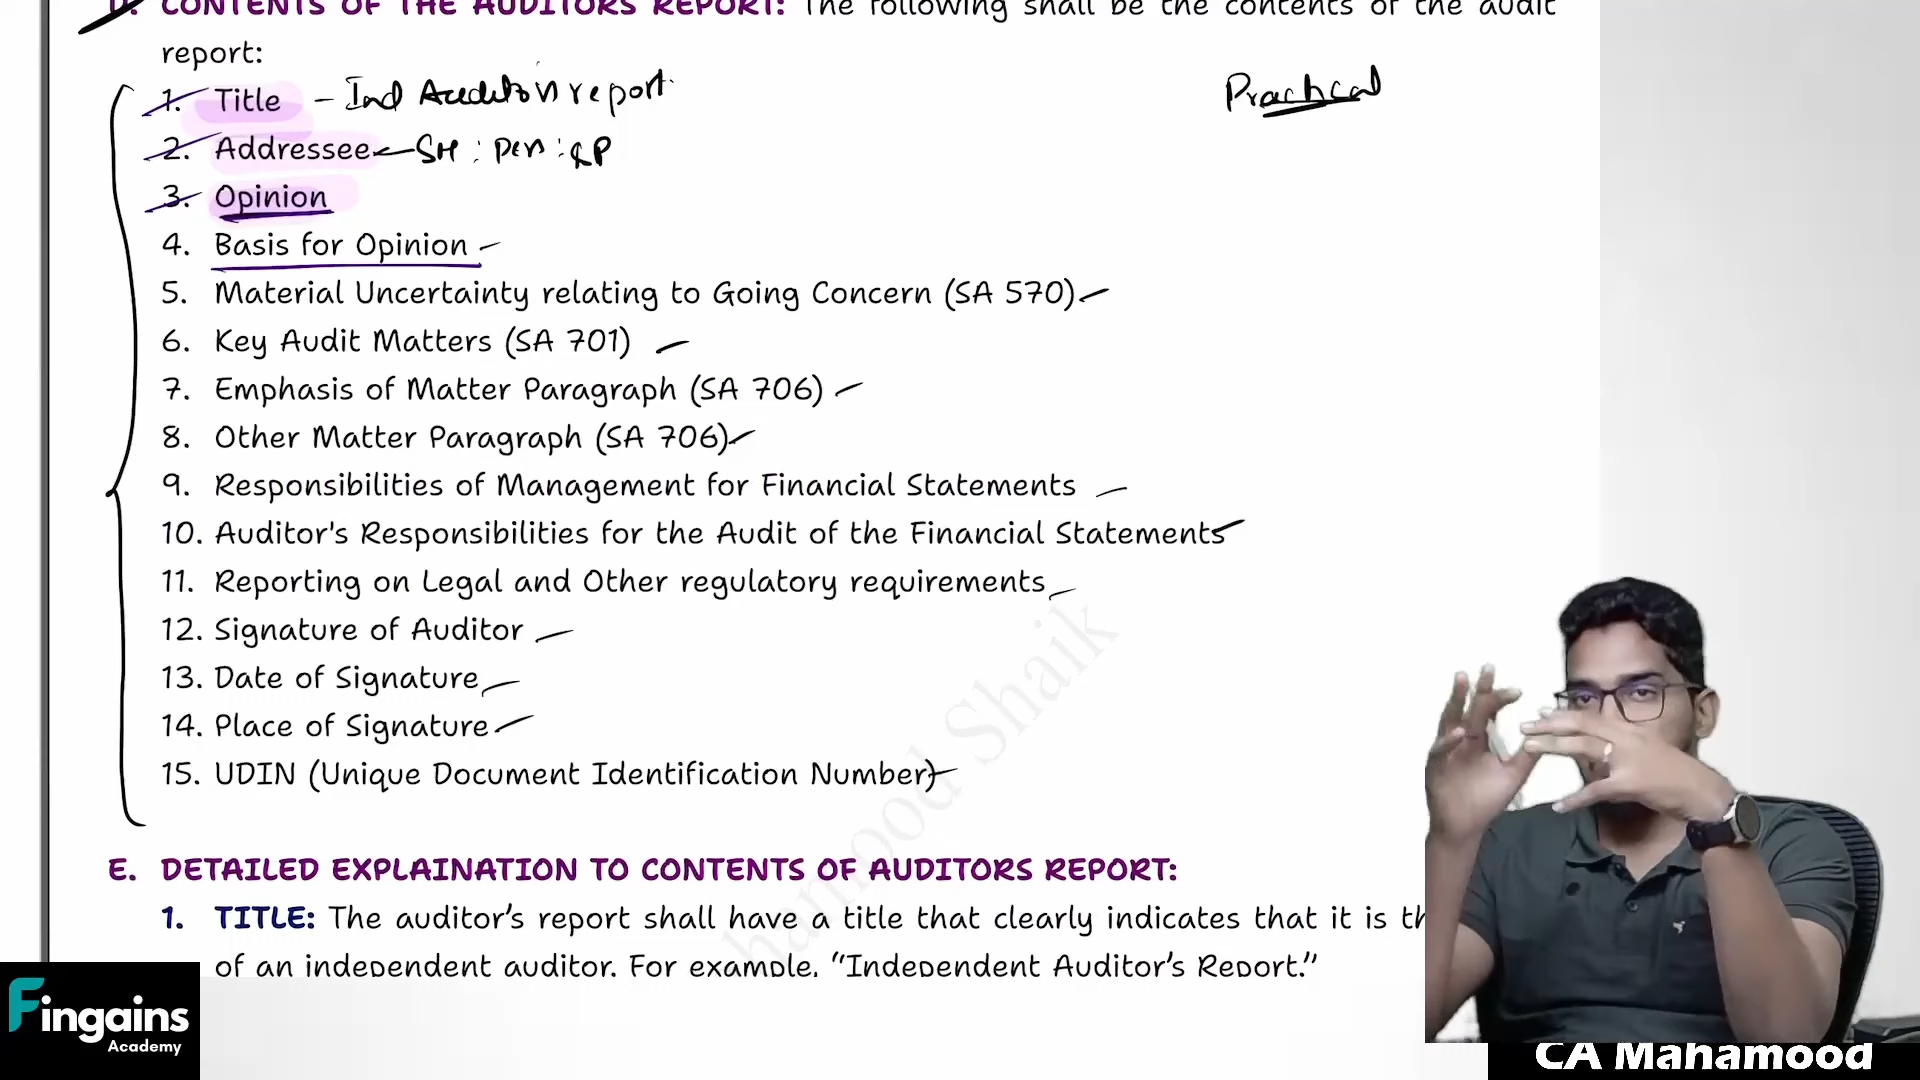 D. CONTENTS OF THE AUDITORS REPORT: The following shall be the contents of the audit
report:
1. Title - Ind Auditor's report.
Practical
2. Addressee - SH : Per :
3. Opinion
4. Basis for Opinion
5. Material Uncertainty relating to Going Concern (SA 570)
6. Key Audit Matters (SA 701)
7. Emphasis of Matter Paragraph (SA 706)
8. Other Matter Paragraph (SA 706)
9. Responsibilities of Management for Financial Statements
10. Auditor's Responsibilities for the Audit of the Financial Statements
11. Reporting on Legal and Other regulatory requirements
12. Signature of Auditor
13. Date of Signature
14. Place of Signature
15. UDIN (Unique Document Identification Number)
hamood Shaik
E. DETAILED EXPLAINATION TO CONTENTS OF AUDITORS REPORT:
1. TITLE: The auditor's report shall have a title that clearly indicates that it is th
of an independent auditor. For example, “Independent Auditor's Report.”
Fingains
Academy
CA Mahamood